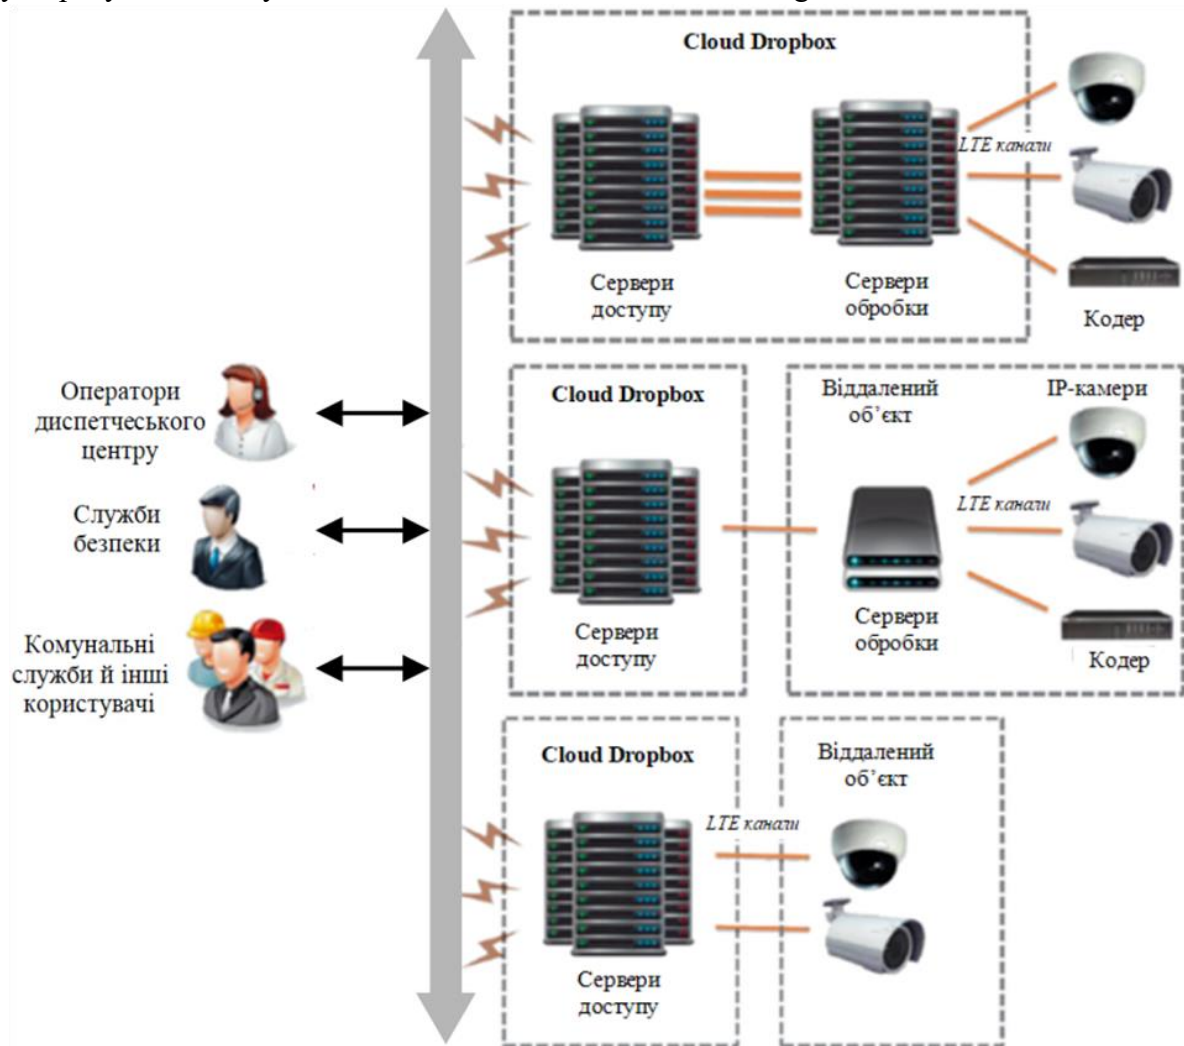 Cloud Dropbox
LTE канали
Сервери
доступу
Сервери
обробки
Кодер
Оператори
диспетчеського
центру
Служби
безпеки
Комунальні
служби й інші
користувачі
Cloud Dropbox
Сервери
доступу
Віддалений
об’єкт
IP-камери
LTE канали
Сервери
обробки
Кодер
Cloud Dropbox
LTE канали
Сервери
доступу
Віддалений
об’єкт